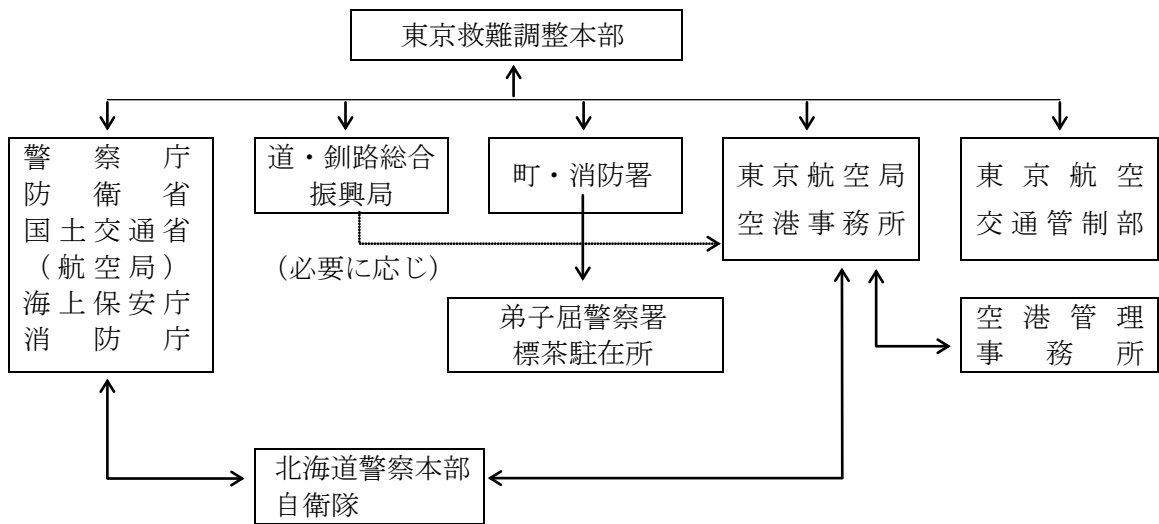 東京救難調整本部
警察庁
防衛省
国土交通省
（航空局）
海上保安庁
消防庁
道・釧路総合
振興局
町・消防署
東京航空局
空港事務所
東京航空
交通管制部
（必要に応じ）
弟子屈警察署
標茶駐在所
空港管理
事務所
北海道警察本部
自衛隊